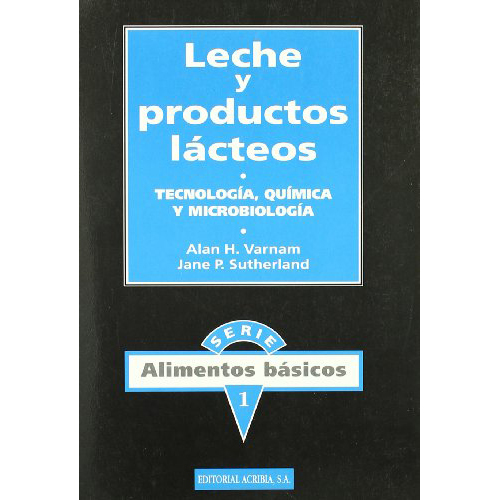 Leche
y
productos
lácteos
•
TECNOLOGÍA, QUÍMICA
Y MICROBIOLOGÍA
•
Alan H. Varnam
Jane P. Sutherland
SERIE
Alimentos básicos
1
EDITORIAL ACRIBIA, S.A.